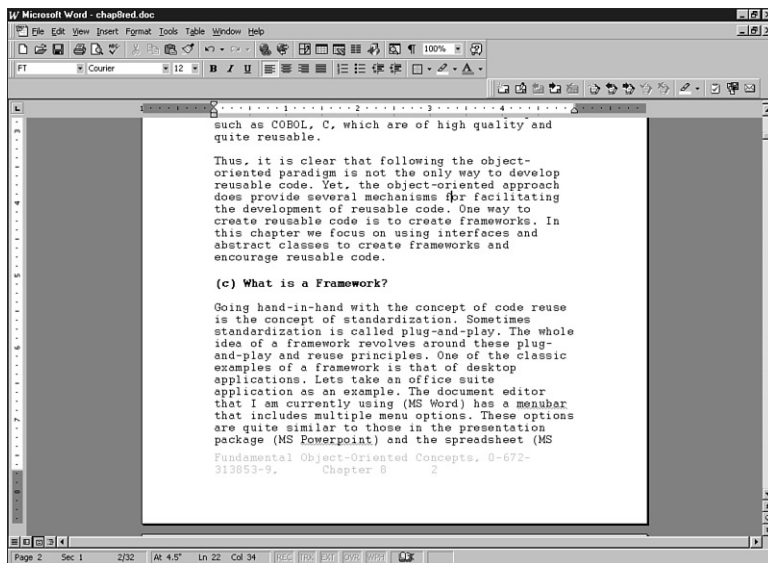 Microsoft Word - chap8red.doc
File Edit View Insert Format Tools Table Window Help
100%
FT Courier 12 B I U
such as COBOL, C, which are of high quality and
quite reusable.
Thus, it is clear that following the object-
oriented paradigm is not the only way to develop
reusable code. Yet, the object-oriented approach
does provide several mechanisms for facilitating
the development of reusable code. One way to
create reusable code is to create frameworks. In
this chapter we focus on using interfaces and
abstract classes to create frameworks and
encourage reusable code.
(c) What is a Framework?
Going hand-in-hand with the concept of code reuse
is the concept of standardization. Sometimes
standardization is called plug-and-play. The whole
idea of a framework revolves around these plug-
and-play and reuse principles. One of the classic
examples of a framework is that of desktop
applications. Lets take an office suite
application as an example. The document editor
that I am currently using (MS Word) has a menubar
that includes multiple menu options. These options
are quite similar to those in the presentation
package (MS Powerpoint) and the spreadsheet (MS
Fundamental Object-Oriented Concepts, 0-672-
313853-9, Chapter 8 2
Page 2 Sec 1 2/32 At 4.5" Ln 22 Col 34 REC TRK EXT OVR WPH